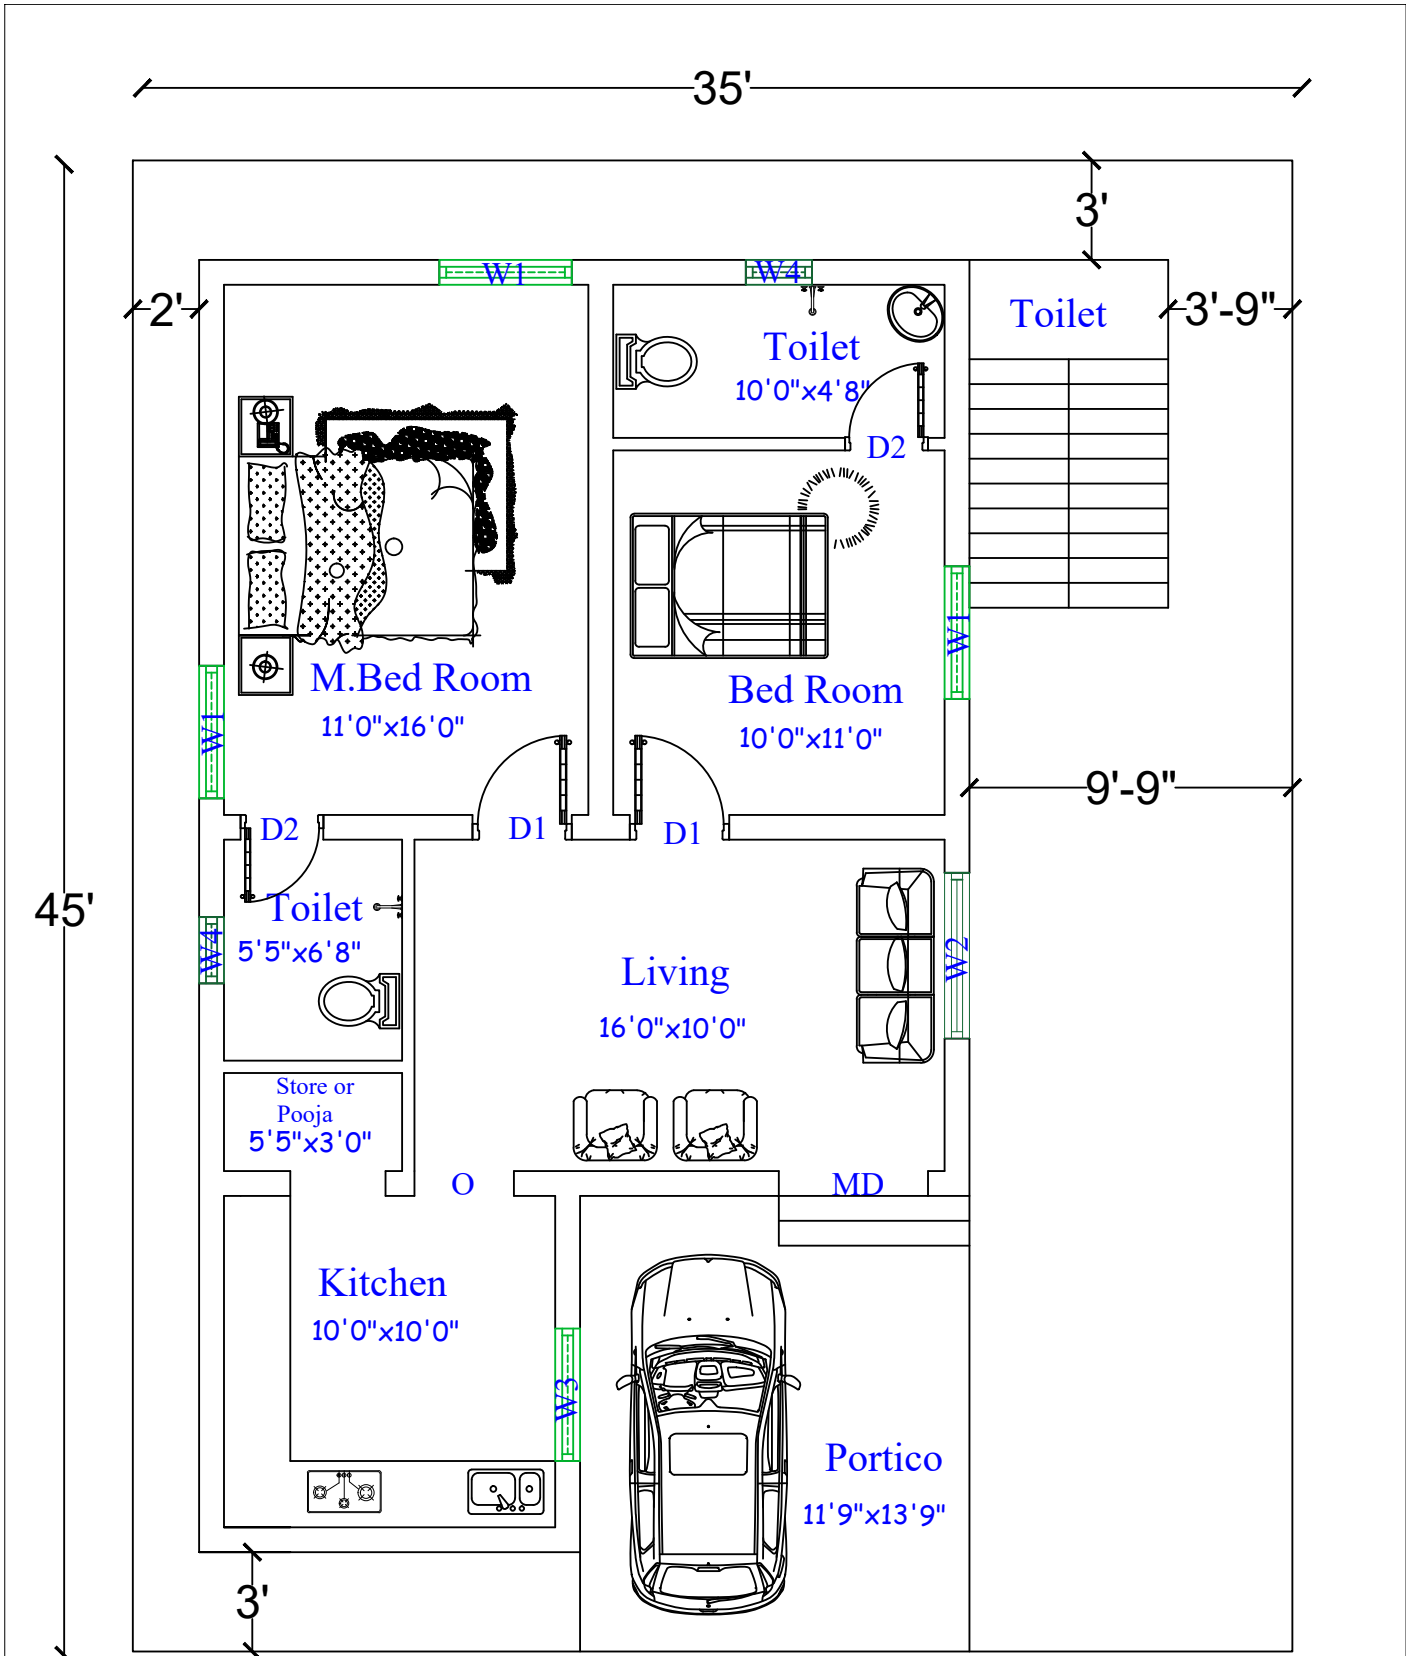 35'
3'
W1
W4
2'
Toilet
3'-9"
Toilet
10'0"x4'8"
D2
W1
M.Bed Room
11'0"x16'0"
Bed Room
10'0"x11'0"
W1
9'-9"
D2
D1
D1
45'
Toilet
5'5"x6'8"
W4
Living
16'0"x10'0"
W2
Store or
Pooja
5'5"x3'0"
O
MD
Kitchen
10'0"x10'0"
W3
Portico
11'9"x13'9"
3'